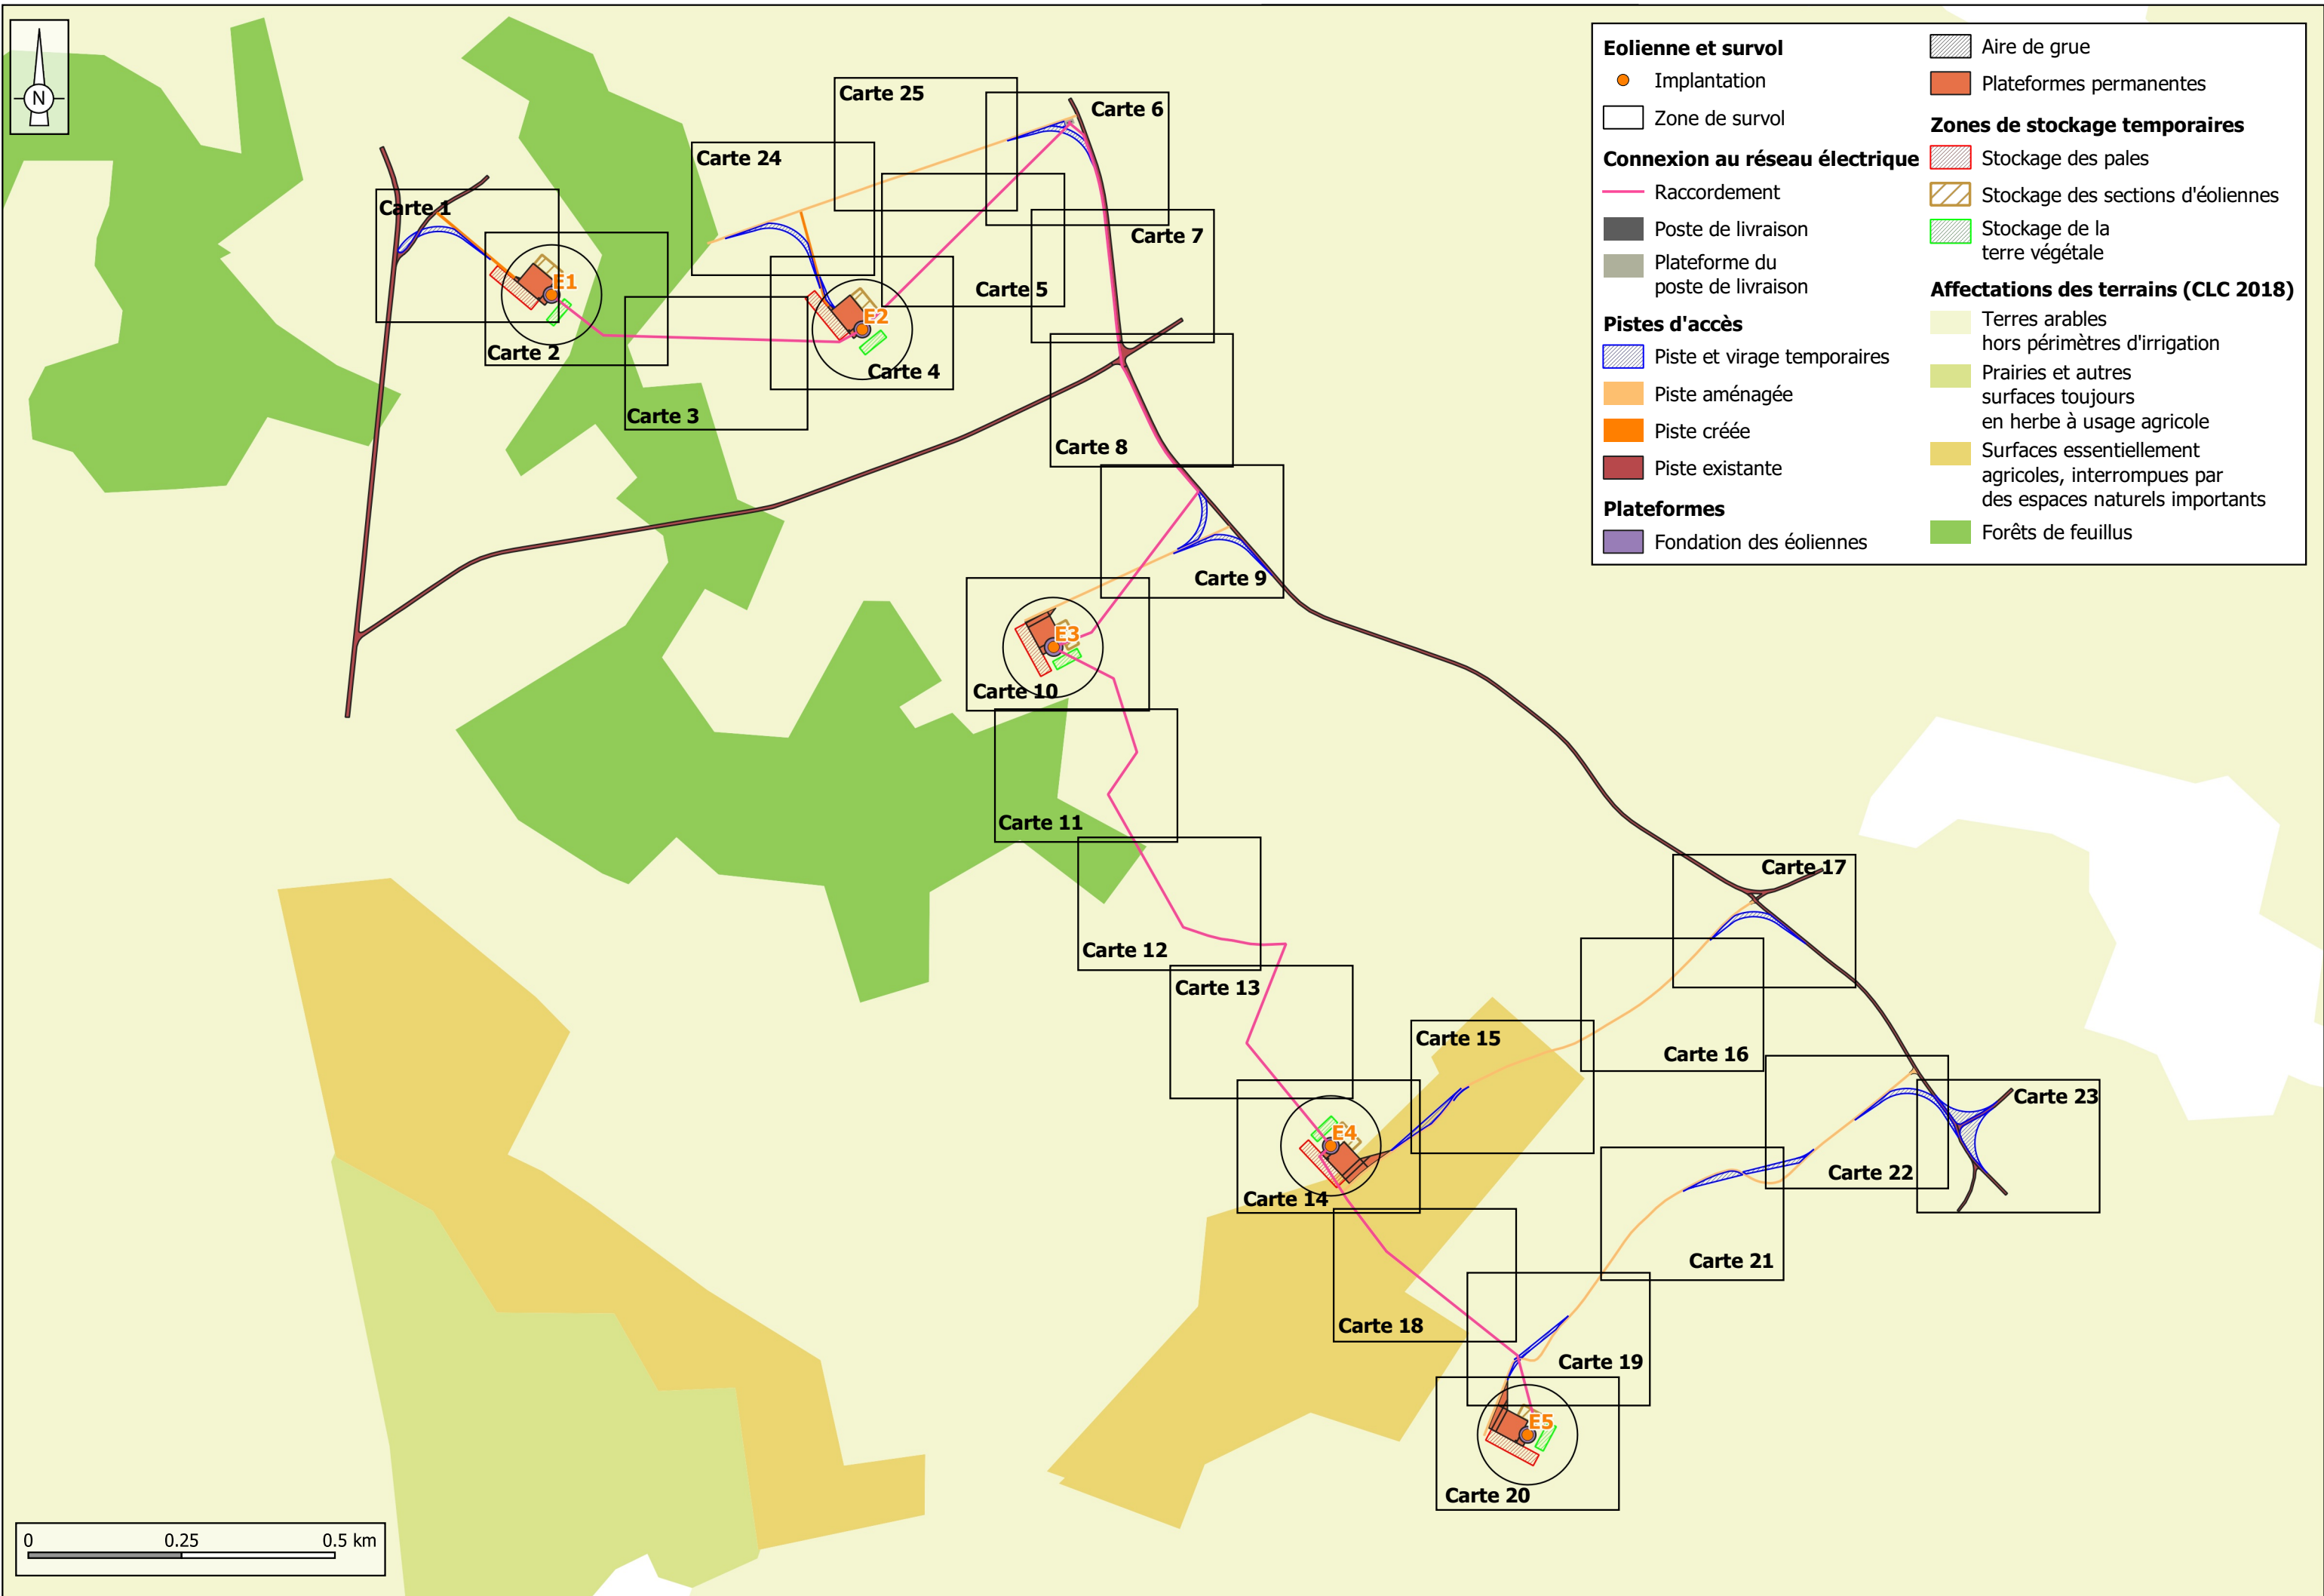 N
Carte 25
Carte 6
Carte 24
Carte 1
Carte 7
E1
Carte 5
E2
Carte 2
Carte 4
Carte 3
Carte 8
Carte 9
E3
Carte 10
Carte 11
Carte 17
Carte 12
Carte 13
Carte 15
Carte 16
Carte 23
E4
Carte 22
Carte 14
Carte 21
Carte 18
Carte 19
E5
Carte 20
0 0.25 0.5 km
Eolienne et survol
Implantation
Zone de survol
Connexion au réseau électrique
Raccordement
Poste de livraison
Plateforme du
poste de livraison
Pistes d'accès
Piste et virage temporaires
Piste aménagée
Piste créée
Piste existante
Plateformes
Fondation des éoliennes
Aire de grue
Plateformes permanentes
Zones de stockage temporaires
Stockage des pales
Stockage des sections d'éoliennes
Stockage de la
terre végétale
Affectations des terrains (CLC 2018)
Terres arables
hors périmètres d'irrigation
Prairies et autres
surfaces toujours
en herbe à usage agricole
Surfaces essentiellement
agricoles, interrompues par
des espaces naturels importants
Forêts de feuillus